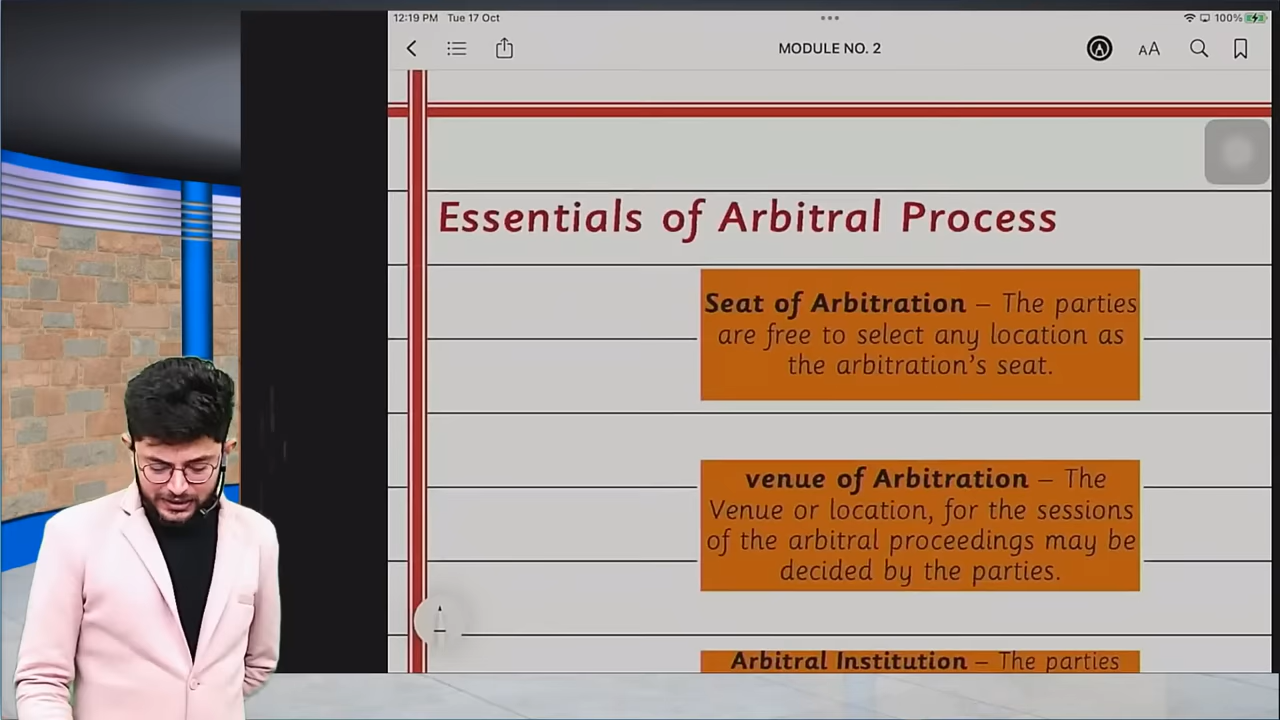 12:19 PM Tue 17 Oct
100%
MODULE NO. 2
AA
Essentials of Arbitral Process
Seat of Arbitration – The parties
are free to select any location as
the arbitration's seat.
venue of Arbitration – The
Venue or location, for the sessions
of the arbitral proceedings may be
decided by the parties.
Arbitral Institution – The parties